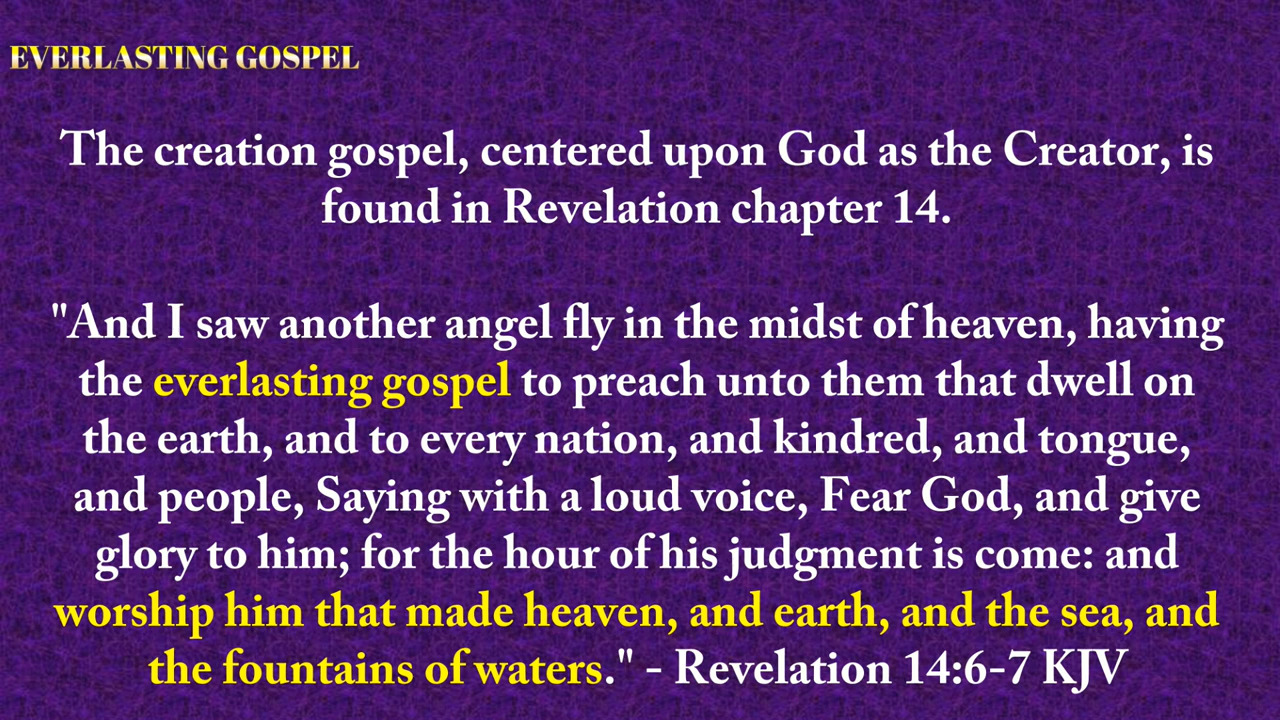 EVERLASTING GOSPEL
The creation gospel, centered upon God as the Creator, is
found in Revelation chapter 14.
"And I saw another angel fly in the midst of heaven, having
the everlasting gospel to preach unto them that dwell on
the earth, and to every nation, and kindred, and tongue,
and people, Saying with a loud voice, Fear God, and give
glory to him; for the hour of his judgment is come: and
worship him that made heaven, and earth, and the sea, and
the fountains of waters." - Revelation 14:6-7 KJV